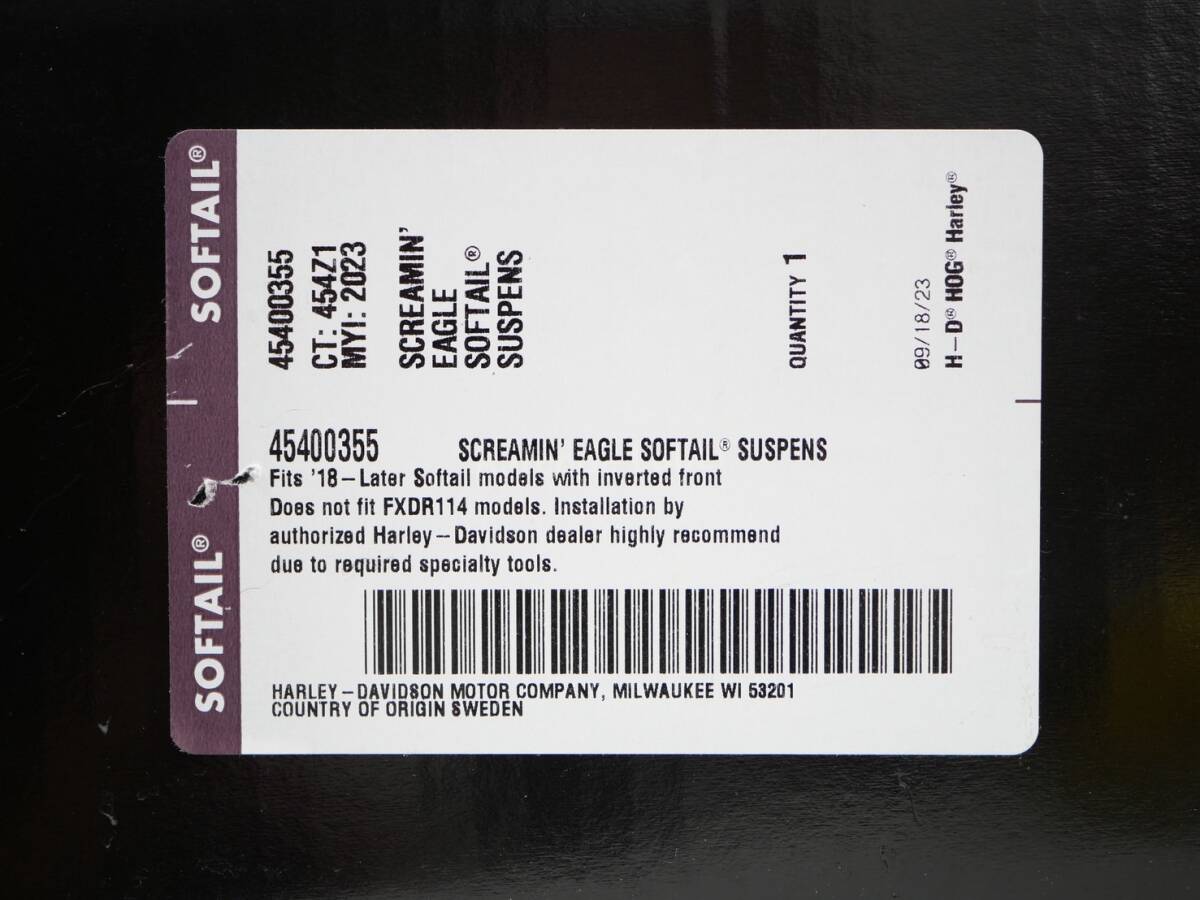 SOFTAIL®
45400355
CT: 454Z1
MYI: 2023
SCREAMIN'
EAGLE
SOFTAIL®
SUSPENS
QUANTITY 1
09/18/23
H-D® HOG® Harley®
SOFTAIL®
45400355 SCREAMIN' EAGLE SOFTAIL® SUSPENS
Fits '18-Later Softail models with inverted front
Does not fit FXDR114 models. Installation by
authorized Harley-Davidson dealer highly recommend
due to required specialty tools.
HARLEY-DAVIDSON MOTOR COMPANY, MILWAUKEE WI 53201
COUNTRY OF ORIGIN SWEDEN